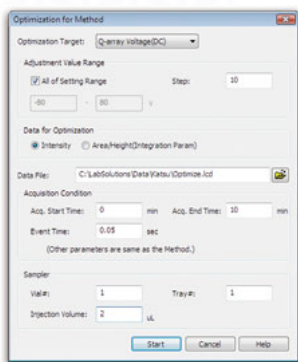 Optimization for Method
Optimization Target: Q-array Voltage(DC)
Adjustment Value Range
All of Setting Range Step: 10
-80 - 80 v
Data for Optimization
Intensity Area/Height(Integration Param)
Data File: C:\LabSolutions\Data\Katsu\Optimize.lcd
Acquisition Condition
Acq. Start Time: 0 min Acq. End Time: 10 min
Event Time: 0.05 sec
(Other parameters are same as the Method.)
Sampler
Vial#: 1 Tray#: 1
Injection Volume: 2 uL
Start Cancel Help